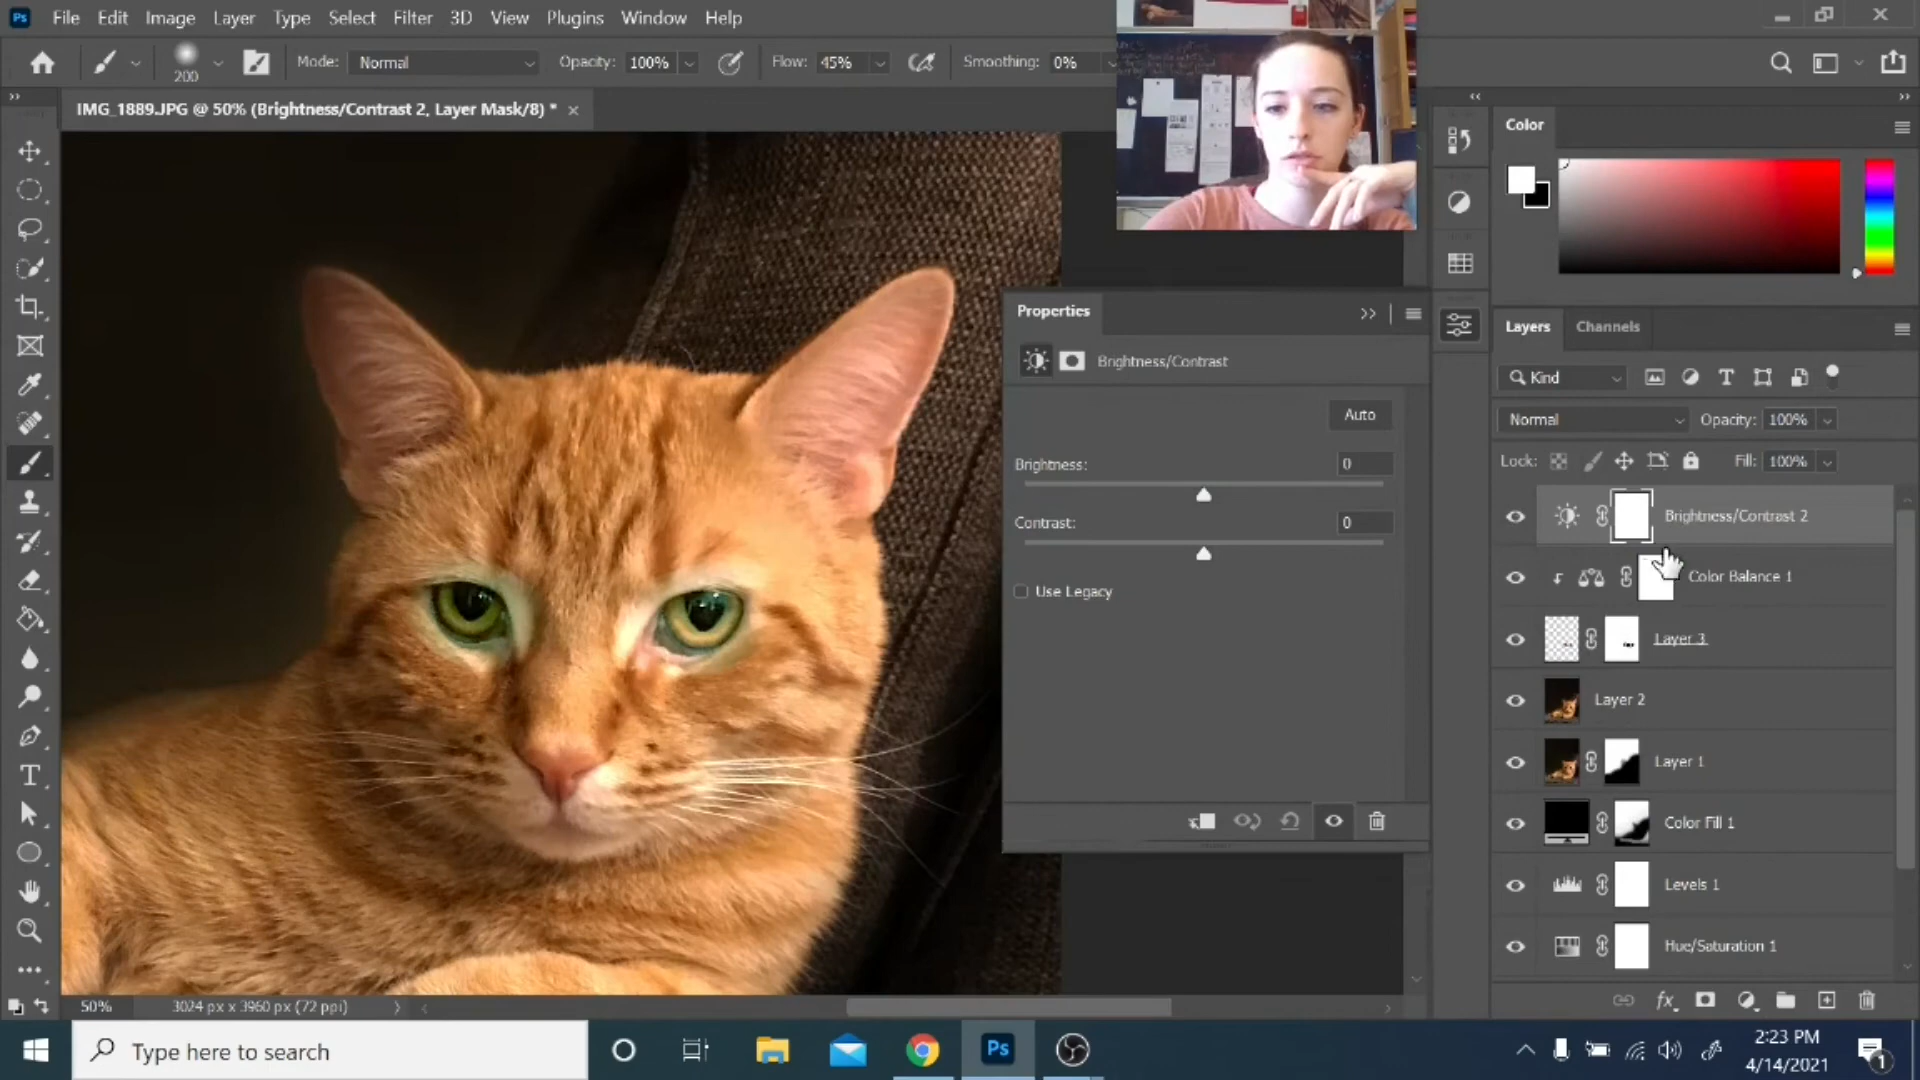 Ps File Edit Image Layer Type Select Filter 3D View Plugins Window Help
200 Mode: Normal Opacity: 100% Flow: 45% Smoothing: 0%
IMG_1889.JPG @ 50% (Brightness/Contrast 2, Layer Mask/8) *
Color
Properties
Brightness/Contrast
Auto
Brightness: 0
Contrast: 0
Use Legacy
Layers Channels
Kind
Normal Opacity: 100%
Lock: Fill: 100%
Brightness/Contrast 2
Color Balance 1
Layer 3
Layer 2
Layer 1
Color Fill 1
Levels 1
Hue/Saturation 1
fx
50% 3024 px x 3960 px (72 ppi)
Type here to search
Ps
2:23 PM
4/14/2021
1